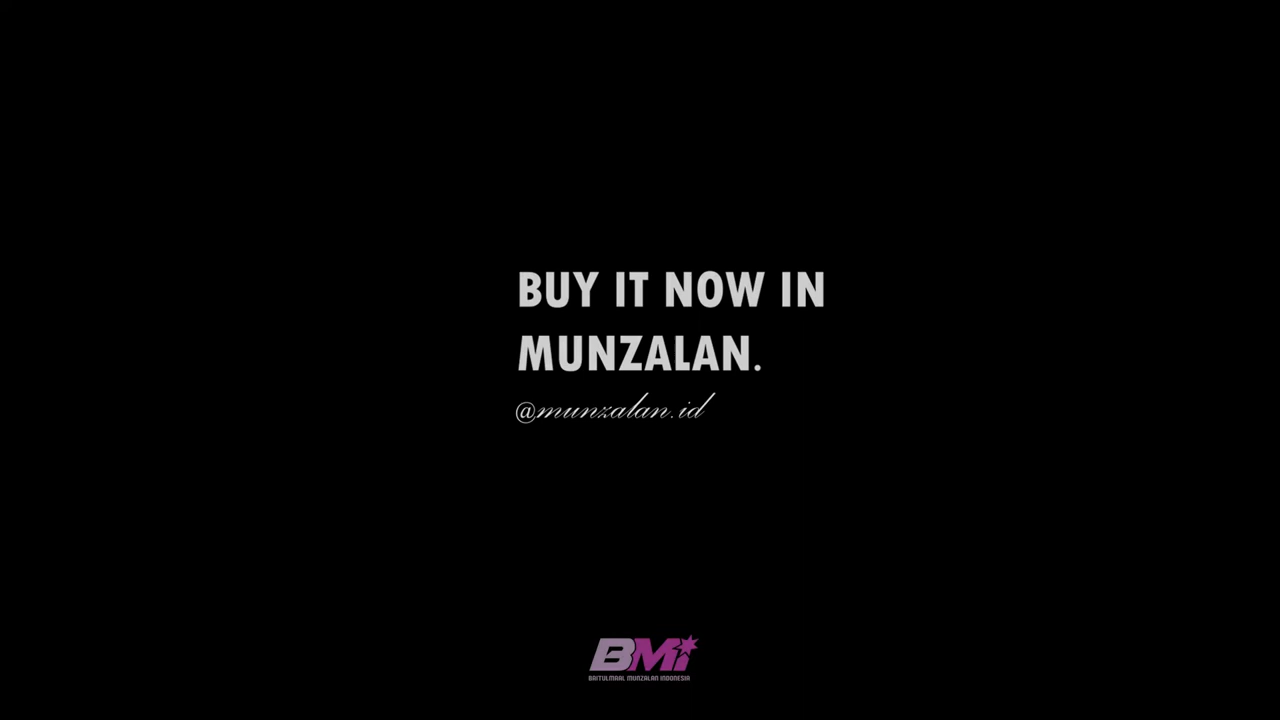 BUY IT NOW IN
MUNZALAN.
@munzalan.id
BMi
BAITULMAAL MUNZALAN INDONESIA